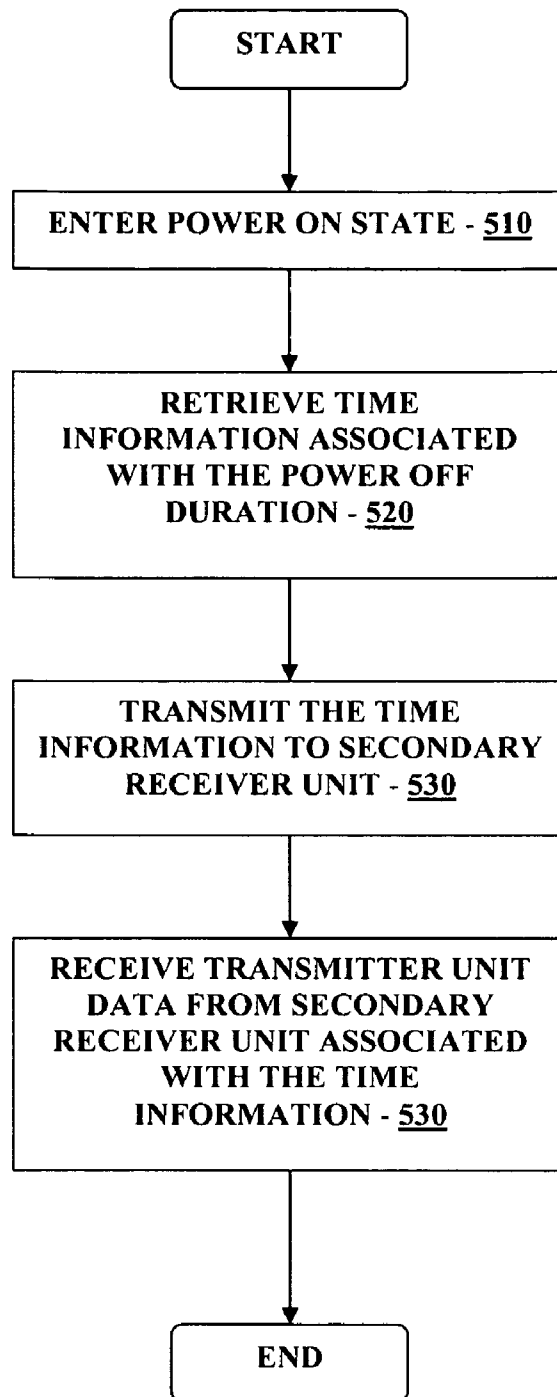 START
ENTER POWER ON STATE - 510
RETRIEVE TIME
INFORMATION ASSOCIATED
WITH THE POWER OFF
DURATION - 520
TRANSMIT THE TIME
INFORMATION TO SECONDARY
RECEIVER UNIT - 530
RECEIVE TRANSMITTER UNIT
DATA FROM SECONDARY
RECEIVER UNIT ASSOCIATED
WITH THE TIME
INFORMATION - 530
END